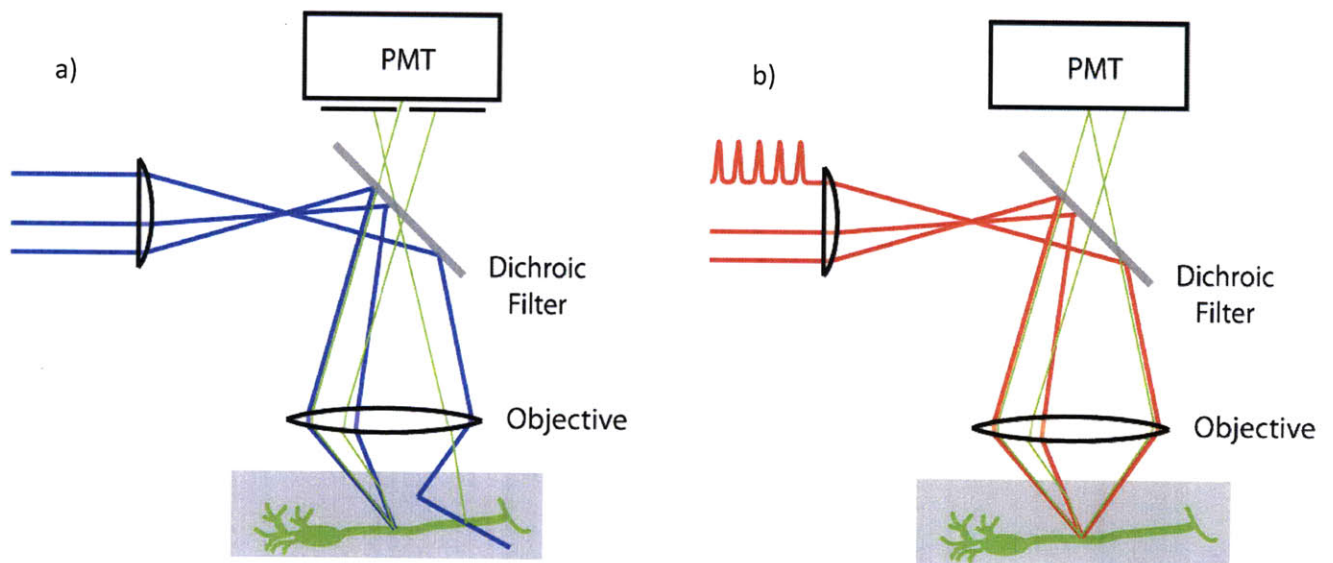 a)
PMT
Dichroic
Filter
Objective
b)
PMT
Dichroic
Filter
Objective